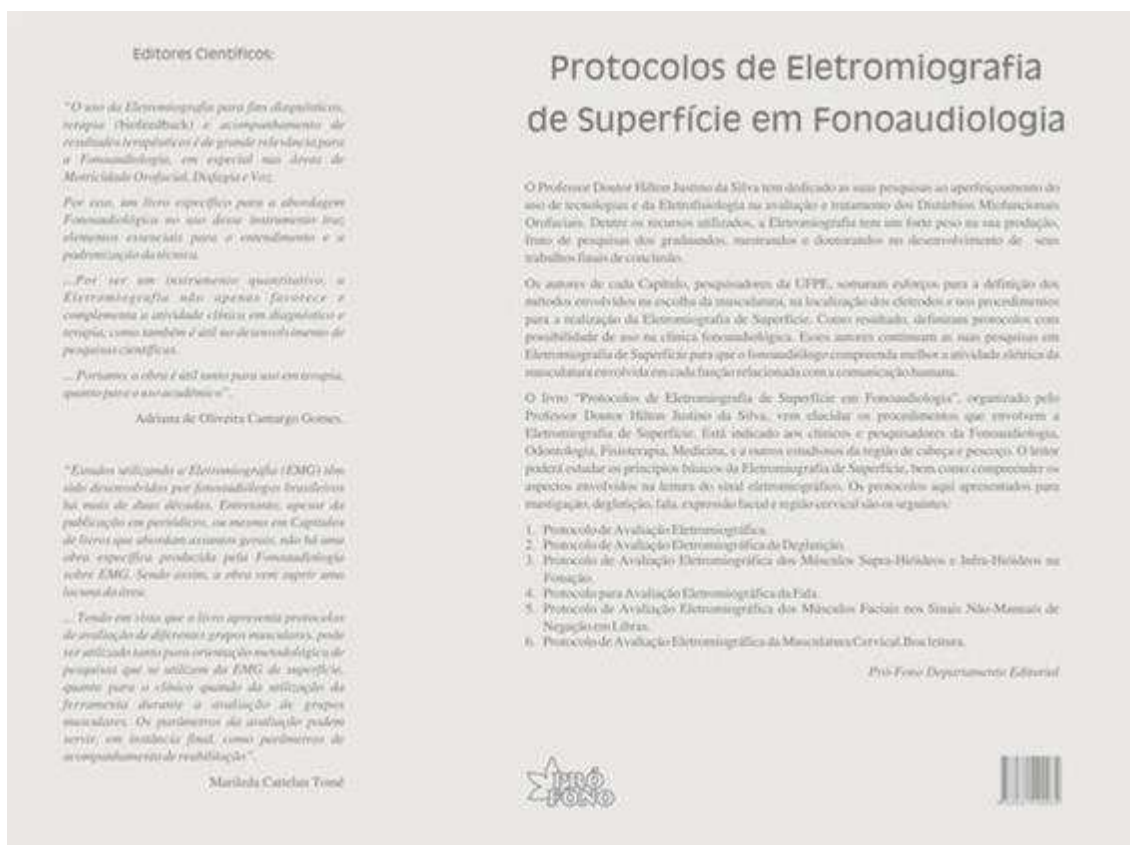 Editores Científicos:
"O uso da Eletromiografia para fins diagnósticos,
terapia (biofeedback) e acompanhamento de
resultados terapêuticos é de grande relevância para
a Fonoaudiologia, em especial nas áreas de
Motricidade Orofacial, Disfagia e Voz.
Por isso, um livro específico para a abordagem
Fonoaudiológica no uso desse instrumento traz
elementos essenciais para o entendimento e a
padronização da técnica.
...Por ser um instrumento quantitativo, a
Eletromiografia não apenas favorece e
complementa a atividade clínica em diagnóstico e
terapia, como também é útil no desenvolvimento de
pesquisas científicas.
... Portanto, a obra é útil tanto para uso em terapia,
quanto para o uso acadêmico".
Adriana de Oliveira Camargo Gomes.
"Estudos utilizando a Eletromiografia (EMG) têm
sido desenvolvidos por fonoaudiólogos brasileiros
há mais de duas décadas. Entretanto, apesar da
publicação em periódicos, ou mesmo em Capítulos
de livros que abordam assuntos gerais, não há uma
obra específica produzida pela Fonoaudiologia
sobre EMG. Sendo assim, a obra vem suprir uma
lacuna da área.
... Tendo em vista que o livro apresenta protocolos
de avaliação de diferentes grupos musculares, pode
ser utilizado tanto para orientação metodológica de
pesquisas que se utilizam da EMG de superfície,
quanto para o clínico quando da utilização da
ferramenta durante a avaliação de grupos
musculares. Os parâmetros da avaliação podem
servir, em instância final, como parâmetros de
acompanhamento de reabilitação".
Marileda Cattelan Tomé
Protocolos de Eletromiografia
de Superfície em Fonoaudiologia
O Professor Doutor Hilton Justino da Silva tem dedicado as suas pesquisas ao aperfeiçoamento do
uso de tecnologias e da Eletrofisiologia na avaliação e tratamento dos Distúrbios Miofuncionais
Orofaciais. Dentre os recursos utilizados, a Eletromiografia tem um forte peso na sua produção,
fruto de pesquisas dos graduandos, mestrandos e doutorandos no desenvolvimento de seus
trabalhos finais de conclusão.
Os autores de cada Capítulo, pesquisadores da UFPE, somaram esforços para a definição dos
métodos envolvidos na escolha da musculatura, na localização dos eletrodos e nos procedimentos
para a realização da Eletromiografia de Superfície. Como resultado, definiram protocolos com
possibilidade de uso na clínica fonoaudiológica. Esses autores continuam as suas pesquisas em
Eletromiografia de Superfície para que o fonoaudiólogo compreenda melhor a atividade elétrica da
musculatura envolvida em cada função relacionada com a comunicação humana.
O livro "Protocolos de Eletromiografia de Superfície em Fonoaudiologia", organizado pelo
Professor Doutor Hilton Justino da Silva, vem elucidar os procedimentos que envolvem a
Eletromiografia de Superfície. Está indicado aos clínicos e pesquisadores da Fonoaudiologia,
Odontologia, Fisioterapia, Medicina, e a outros estudiosos da região de cabeça e pescoço. O leitor
poderá estudar os princípios básicos da Eletromiografia de Superfície, bem como compreender os
aspectos envolvidos na leitura do sinal eletromiográfico. Os protocolos aqui apresentados para
mastigação, deglutição, fala, expressão facial e região cervical são os seguintes:
1. Protocolo de Avaliação Eletromiográfica.
2. Protocolo de Avaliação Eletromiográfica da Deglutição.
3. Protocolo de Avaliação Eletromiográfica dos Músculos Supra-Hióideos e Infra-Hióideos na
Fonação.
4. Protocolo para Avaliação Eletromiográfica da Fala.
5. Protocolo de Avaliação Eletromiográfica dos Músculos Faciais nos Sinais Não-Manuais de
Negação em Libras.
6. Protocolo de Avaliação Eletromiográfica da Musculatura Cervical. Boa leitura.
Pró-Fono Departamento Editorial
PRÓ
FONO